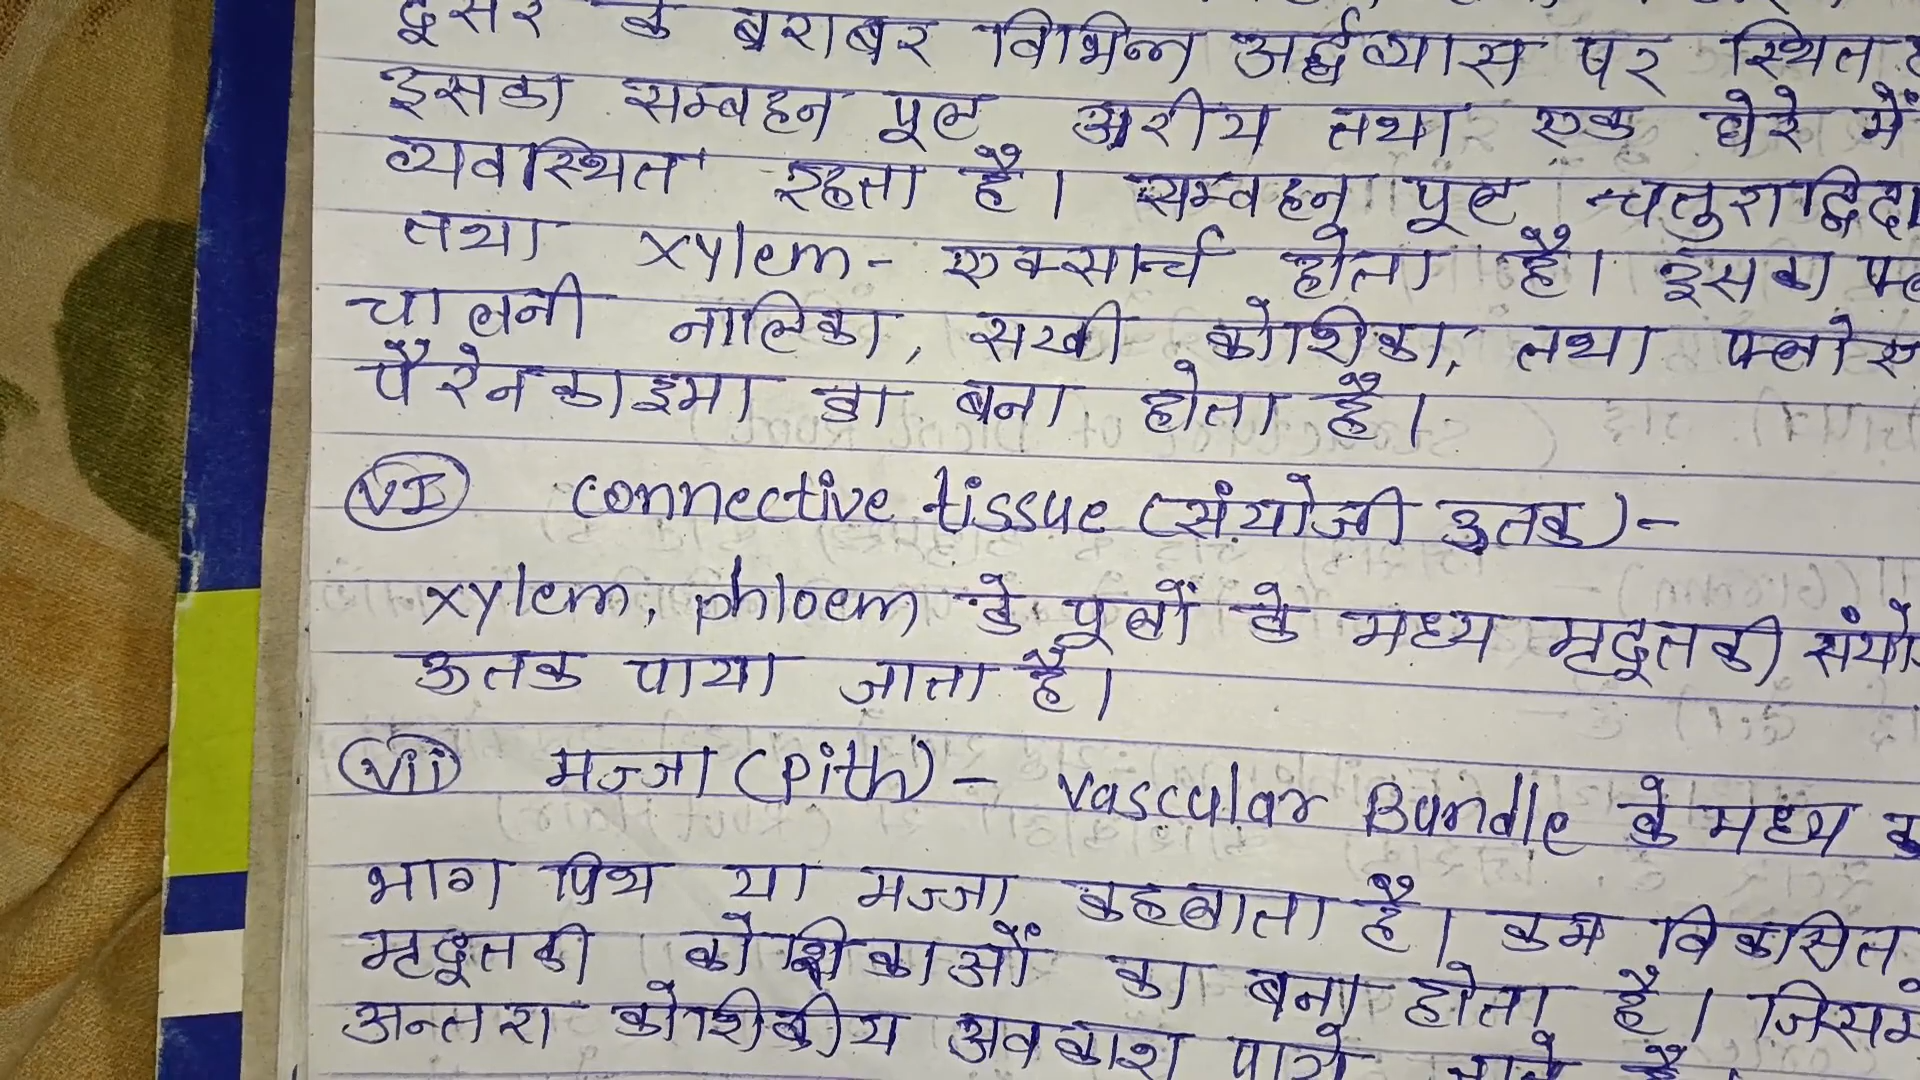 दूसरे के बराबर विभिन्न अर्द्धव्यास पर स्थित
इसका सम्बहन पूल अरीय तथा एक घेरे में
व्यवस्थित रहता है। सम्वहन पूल चतुराद्विदा
तथा xylem - एक्सार्च होता है। इसका
चालनी नालिका, सखी कोशिका, तथा फ्लोए
पैरेनकाइमा का बना होता है।
VI Connective tissue (संयोजी ऊतक) -
xylem, phloem के पूलों के मध्य मृदूतकी संयो
ऊतक पाया जाता है।
vii मज्जा (pith) - Vascular Bundle के मध्य
भाग पिथ या मज्जा कहलाता है। कम विकसित
मृदूतकी कोशिकाओं का बना होता है। जिसमें
अन्तरा कोशिकीय अवकाश पाये जाते है